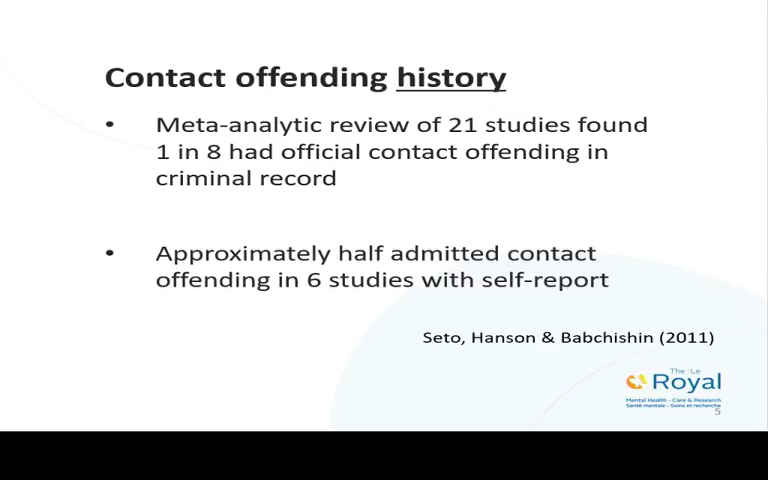 Contact offending history
• Meta-analytic review of 21 studies found
1 in 8 had official contact offending in
criminal record
• Approximately half admitted contact
offending in 6 studies with self-report
Seto, Hanson & Babchishin (2011)
The Le
Royal
Mental Health - Care & Research
Santé mentale - Soins et recherche
5